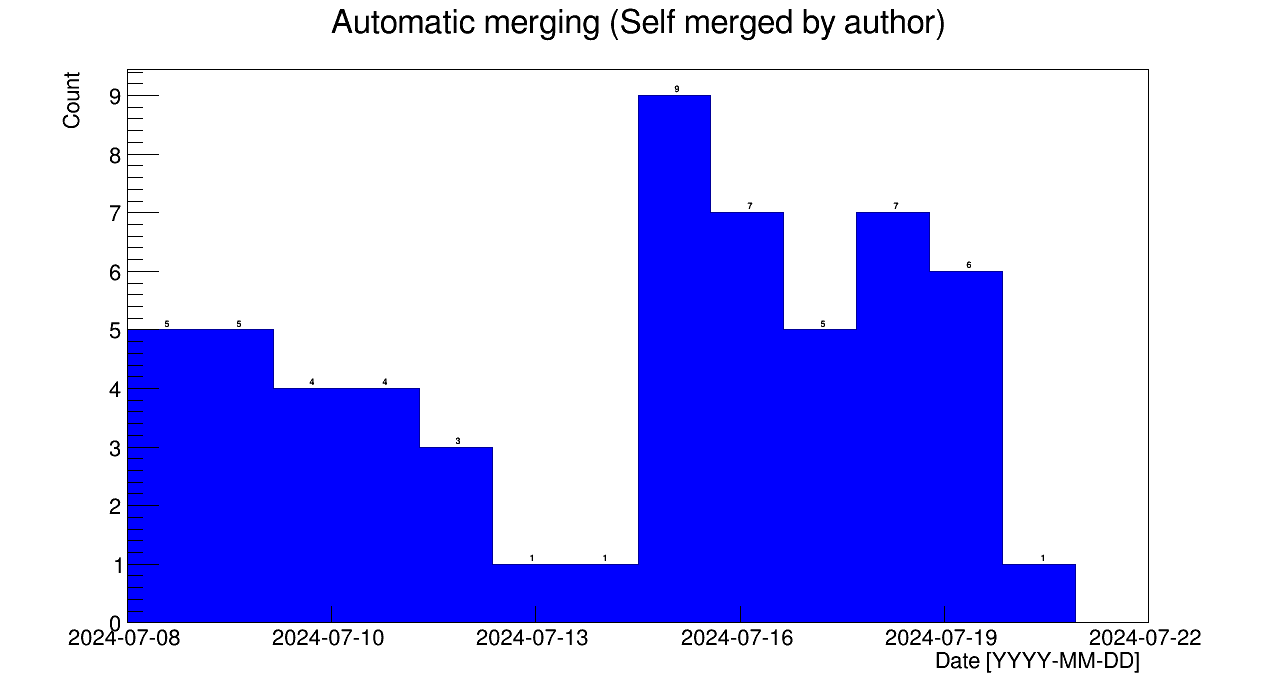 Automatic merging (Self merged by author)
Count
9
8
7
6
5
4
3
2
1
0
5 5 4 4 3 1 1 9 7 5 7 6 1
2024-07-08 2024-07-10 2024-07-13 2024-07-16 2024-07-19 2024-07-22
Date [YYYY-MM-DD]